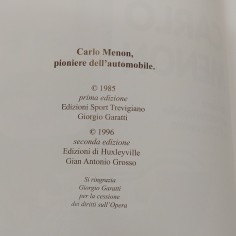 Carlo Menon,
pioniere dell'automobile.
© 1985
prima edizione
Edizioni Sport Trevigiano
Giorgio Garatti
© 1996
seconda edizione
Edizioni di Huxleyville
Gian Antonio Grosso
Si ringrazia
Giorgio Garatti
per la cessione
dei diritti sull'Opera